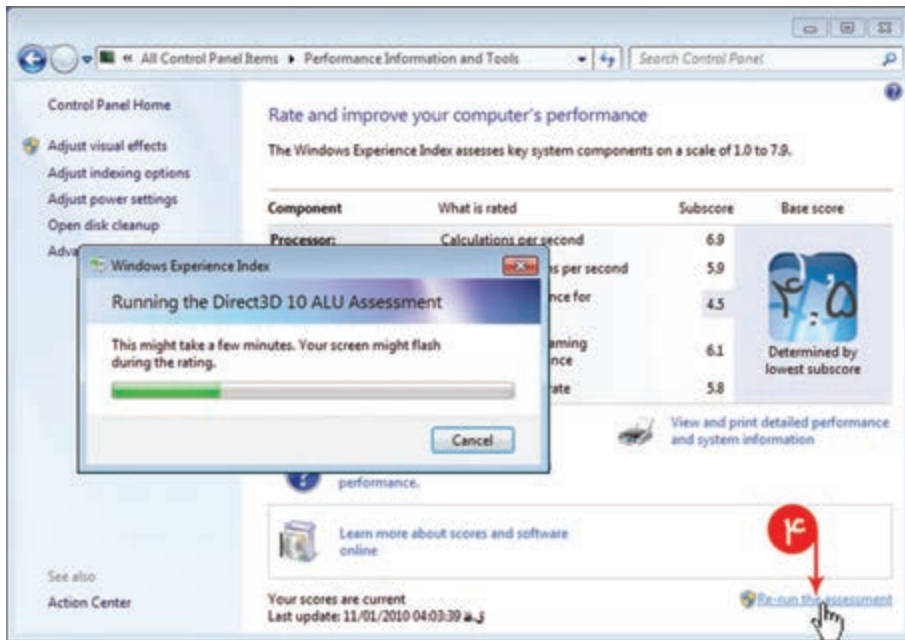 « All Control Panel Items ▸ Performance Information and Tools
Search Control Panel
Control Panel Home
Adjust visual effects
Adjust indexing options
Adjust power settings
Open disk cleanup
Adva
See also
Action Center
Rate and improve your computer's performance
The Windows Experience Index assesses key system components on a scale of 1.0 to 7.9.
Component What is rated Subscore Base score
Processor: Calculations per second 6.9
ns per second 5.9
nce for 4.5
aming
nce 6.1
ate 5.8
۴.۵
Determined by
lowest subscore
Windows Experience Index
Running the Direct3D 10 ALU Assessment
This might take a few minutes. Your screen might flash
during the rating.
Cancel
View and print detailed performance
and system information
performance.
Learn more about scores and software
online
۴
Your scores are current
Last update: 11/01/2010 04:03:39 ق.ظ
Re-run the assessment